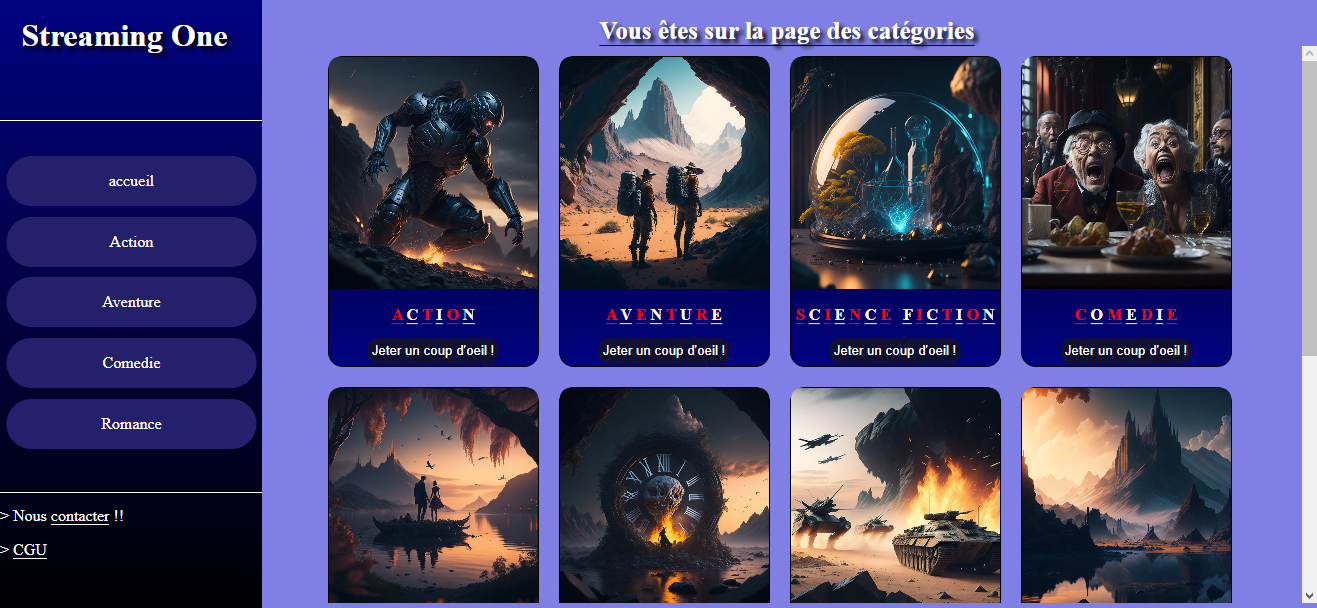 Streaming One
accueil
Action
Aventure
Comedie
Romance
> Nous contacter !!
> CGU
Vous êtes sur la page des catégories
ACTION
Jeter un coup d'oeil !
AVENTURE
Jeter un coup d'oeil !
SCIENCE FICTION
Jeter un coup d'oeil !
COMEDIE
Jeter un coup d'oeil !